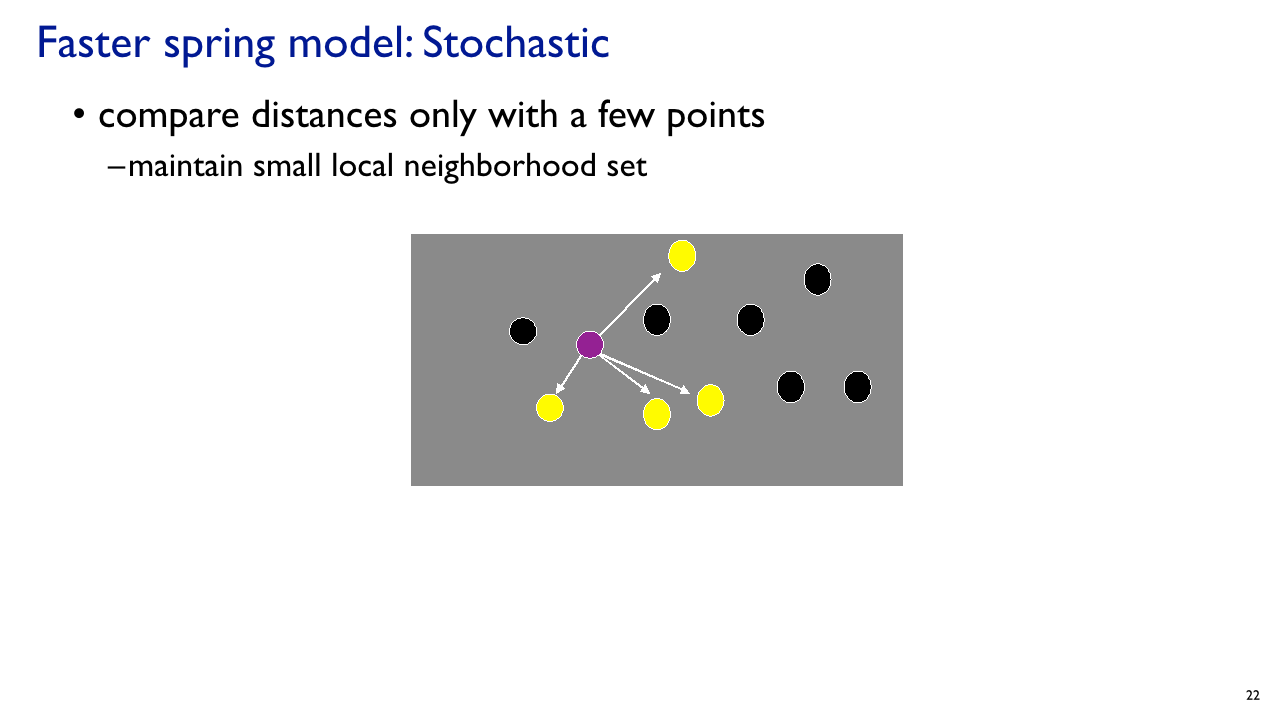 Faster spring model: Stochastic
• compare distances only with a few points
–maintain small local neighborhood set
22